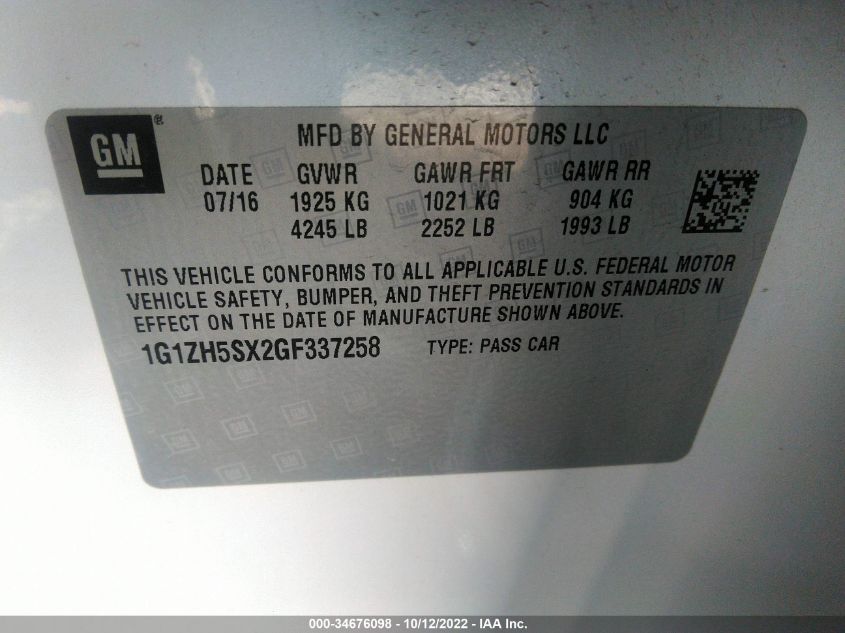 GM ®
MFD BY GENERAL MOTORS LLC
DATE GVWR GAWR FRT GAWR RR
07/16 1925 KG 1021 KG 904 KG
4245 LB 2252 LB 1993 LB
THIS VEHICLE CONFORMS TO ALL APPLICABLE U.S. FEDERAL MOTOR
VEHICLE SAFETY, BUMPER, AND THEFT PREVENTION STANDARDS IN
EFFECT ON THE DATE OF MANUFACTURE SHOWN ABOVE.
1G1ZH5SX2GF337258 TYPE: PASS CAR
000-34676098 - 10/12/2022 - IAA Inc.